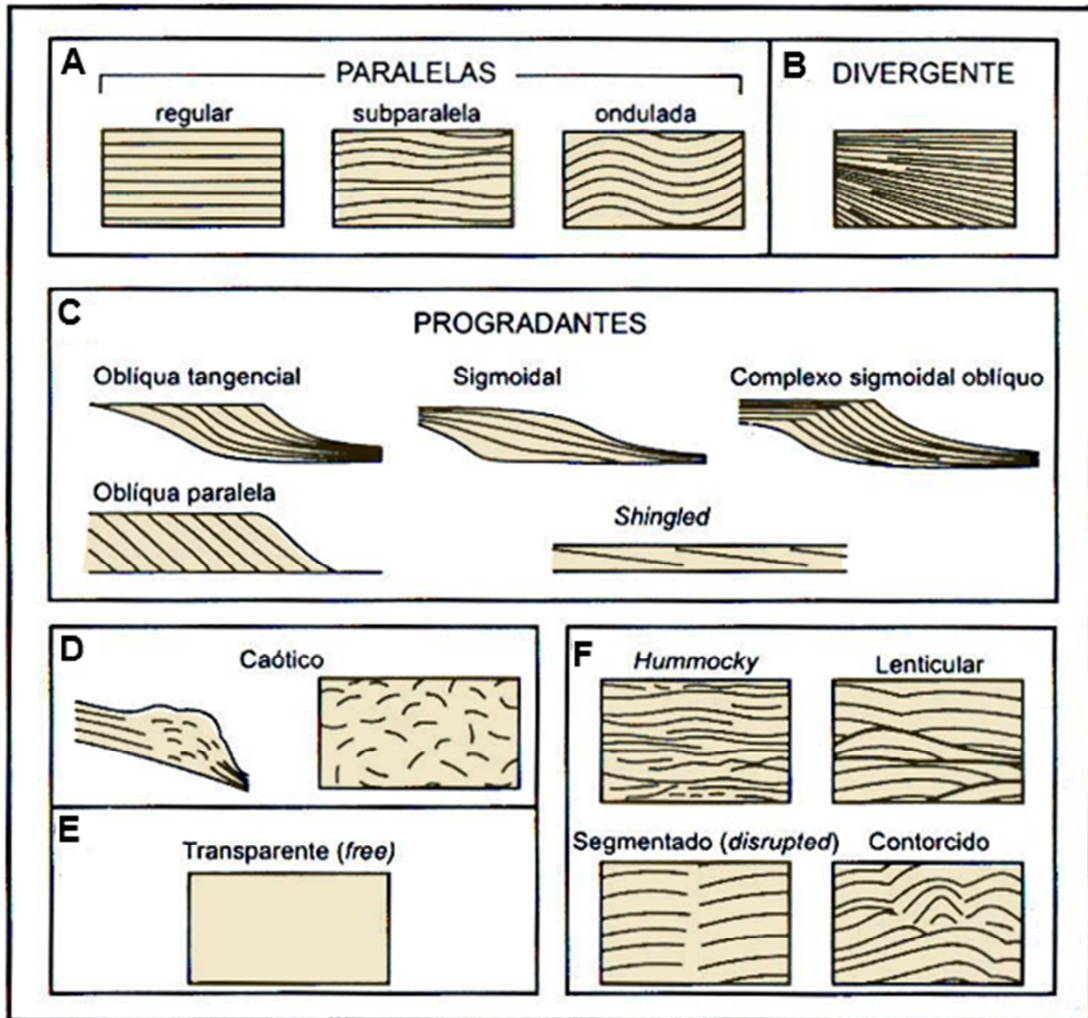 A
PARALELAS
regular
subparalela
ondulada
B
DIVERGENTE
C
PROGRADANTES
Oblíqua tangencial
Sigmoidal
Complexo sigmoidal oblíquo
Oblíqua paralela
Shingled
D
Caótico
E
Transparente (free)
F
Hummocky
Lenticular
Segmentado (disrupted)
Contorcido